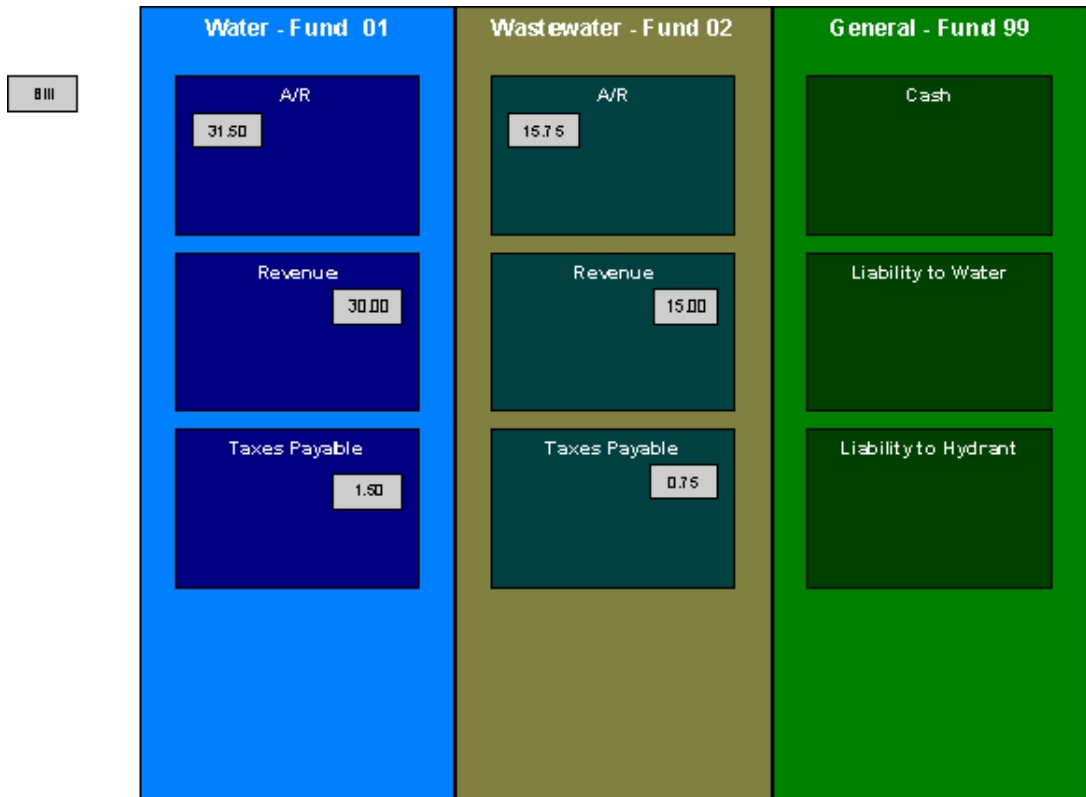 Water - Fund 01
Wastewater - Fund 02
General - Fund 99
Bill
A/R
31.50
A/R
15.75
Cash
Revenue
30.00
Revenue
15.00
Liability to Water
Taxes Payable
1.50
Taxes Payable
0.75
Liability to Hydrant